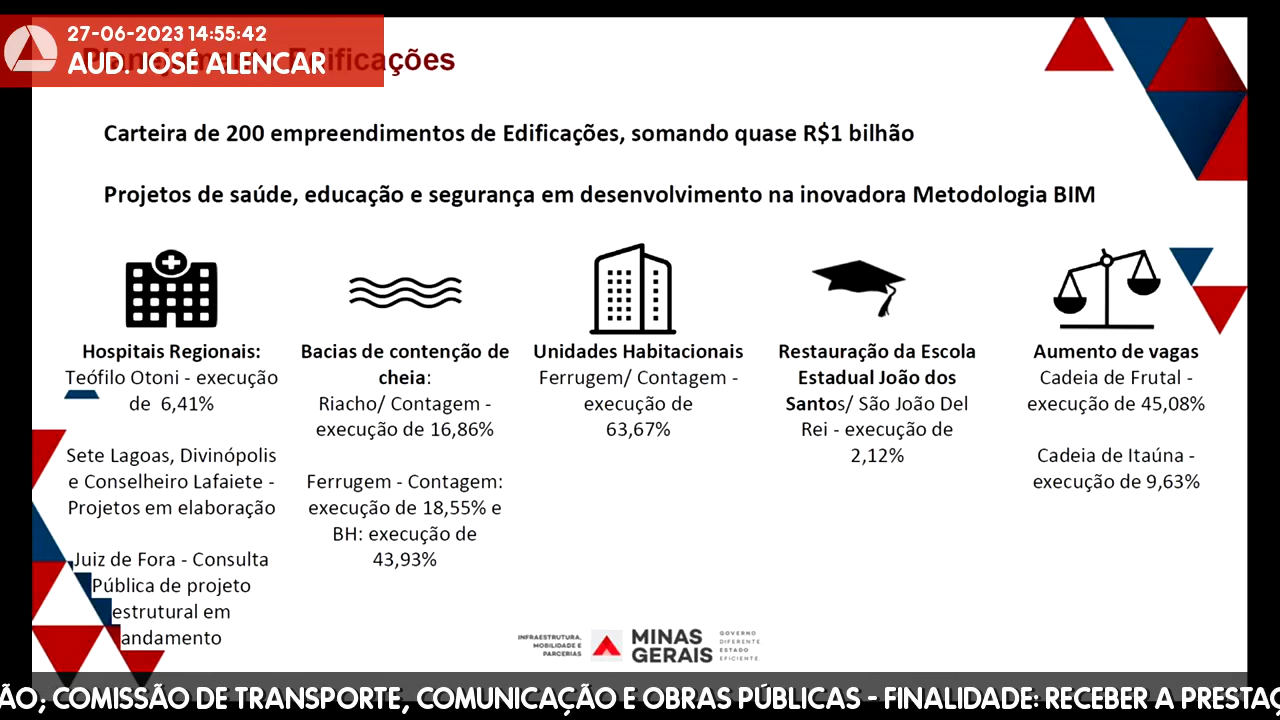 27-06-2023 14:55:42
AUD. JOSÉ ALENCAR
Edificações
Carteira de 200 empreendimentos de Edificações, somando quase R$1 bilhão
Projetos de saúde, educação e segurança em desenvolvimento na inovadora Metodologia BIM
Hospitais Regionais:
Teófilo Otoni - execução
de 6,41%
Sete Lagoas, Divinópolis
e Conselheiro Lafaiete -
Projetos em elaboração
Juiz de Fora - Consulta
Pública de projeto
estrutural em
andamento
Bacias de contenção de
cheia:
Riacho/ Contagem -
execução de 16,86%
Ferrugem - Contagem:
execução de 18,55% e
BH: execução de
43,93%
Unidades Habitacionais
Ferrugem/ Contagem -
execução de
63,67%
Restauração da Escola
Estadual João dos
Santos/ São João Del
Rei - execução de
2,12%
Aumento de vagas
Cadeia de Frutal -
execução de 45,08%
Cadeia de Itaúna -
execução de 9,63%
INFRAESTRUTURA,
MOBILIDADE E
PARCERIAS
MINAS
GERAIS
GOVERNO
DIFERENTE
ESTADO
EFICIENTE.
ÃO; COMISSÃO DE TRANSPORTE, COMUNICAÇÃO E OBRAS PÚBLICAS - FINALIDADE: RECEBER A PRESTAÇ